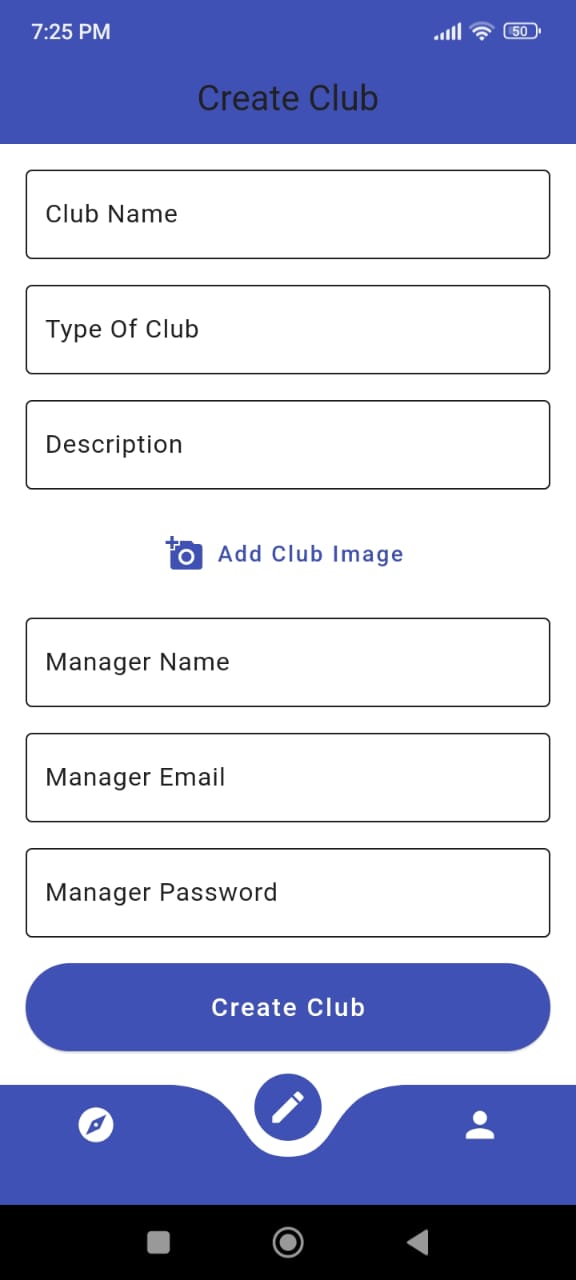 7:25 PM
50
Create Club
Club Name
Type Of Club
Description
Add Club Image
Manager Name
Manager Email
Manager Password
Create Club